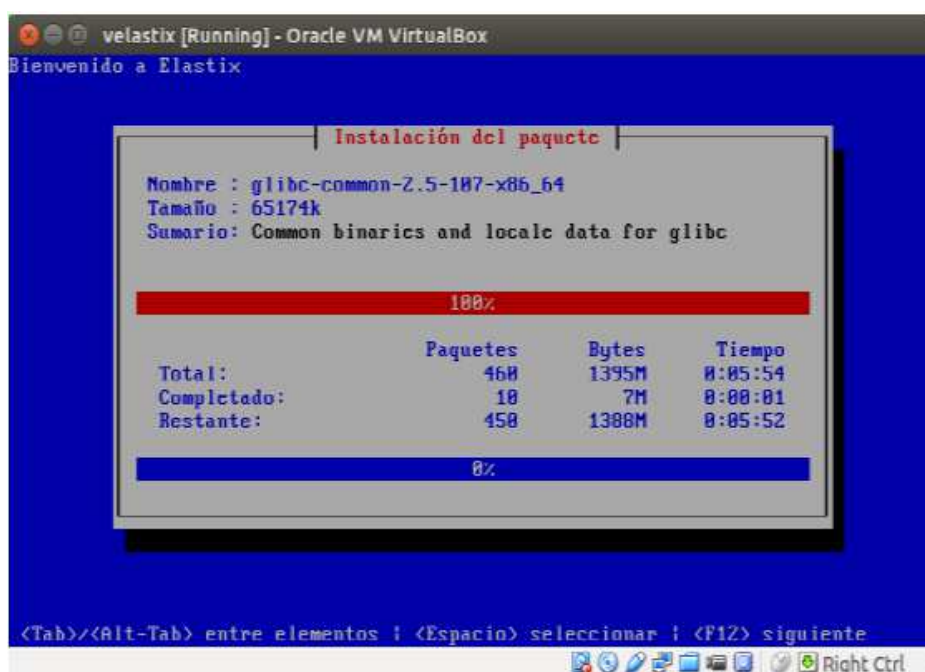 velastix [Running] - Oracle VM VirtualBox
Bienvenido a Elastix
Instalación del paquete
Nombre : glibc-common-2.5-107-x86_64
Tamaño : 65174k
Sumario: Common binaries and locale data for glibc
100%
Paquetes Bytes Tiempo
Total: 460 1395M 0:05:54
Completado: 10 7M 0:00:01
Restante: 450 1388M 0:05:52
0%
<Tab>/<Alt-Tab> entre elementos | <Espacio> seleccionar | <F12> siguiente
Right Ctrl